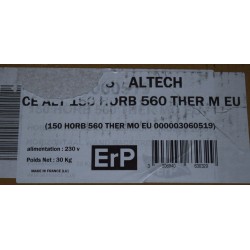 ALTECH
CE ALT 150 HORB 560 THER M EU
(150 HORB 560 THER MO EU 000003060519)
alimentation : 230 v
Poids Net : 30 Kg
MADE IN FRANCE
ErP